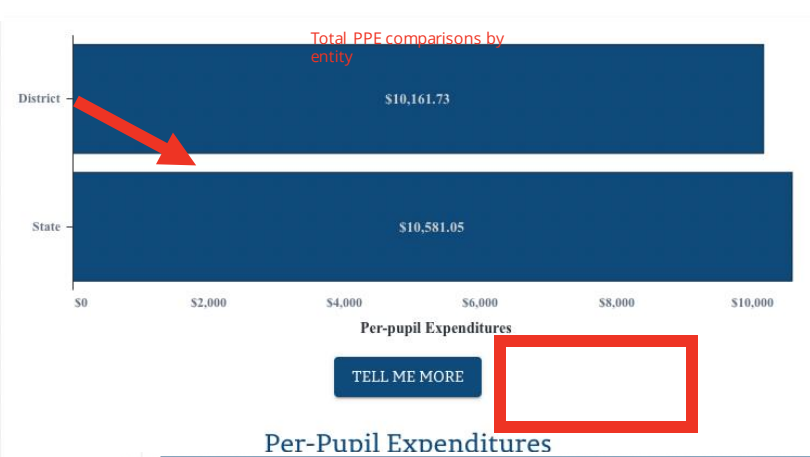 Total PPE comparisons by
entity
District
$10,161.73
State
$10,581.05
$0 $2,000 $4,000 $6,000 $8,000 $10,000
Per-pupil Expenditures
TELL ME MORE
Per-Pupil Expenditures